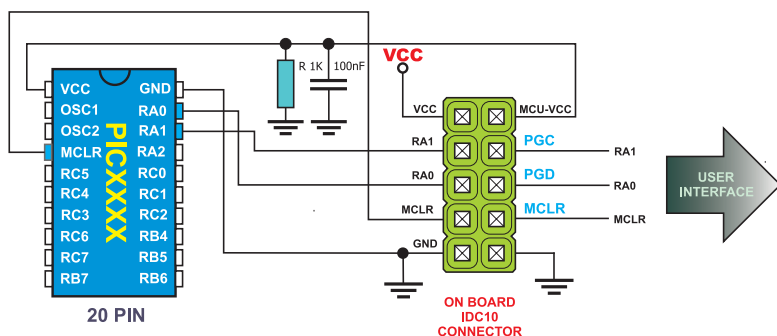 R 1K
100nF
VCC
VCC
GND
OSC1
RA0
OSC2
RA1
MCLR
RA2
RC5
RC0
RC4
RC1
RC3
RC2
RC6
RB4
RC7
RB5
RB7
RB6
PICXXXX
20 PIN
VCC
MCU-VCC
RA1
PGC
RA1
RA0
PGD
RA0
MCLR
MCLR
MCLR
GND
ON BOARD
IDC10
CONNECTOR
USER
INTERFACE